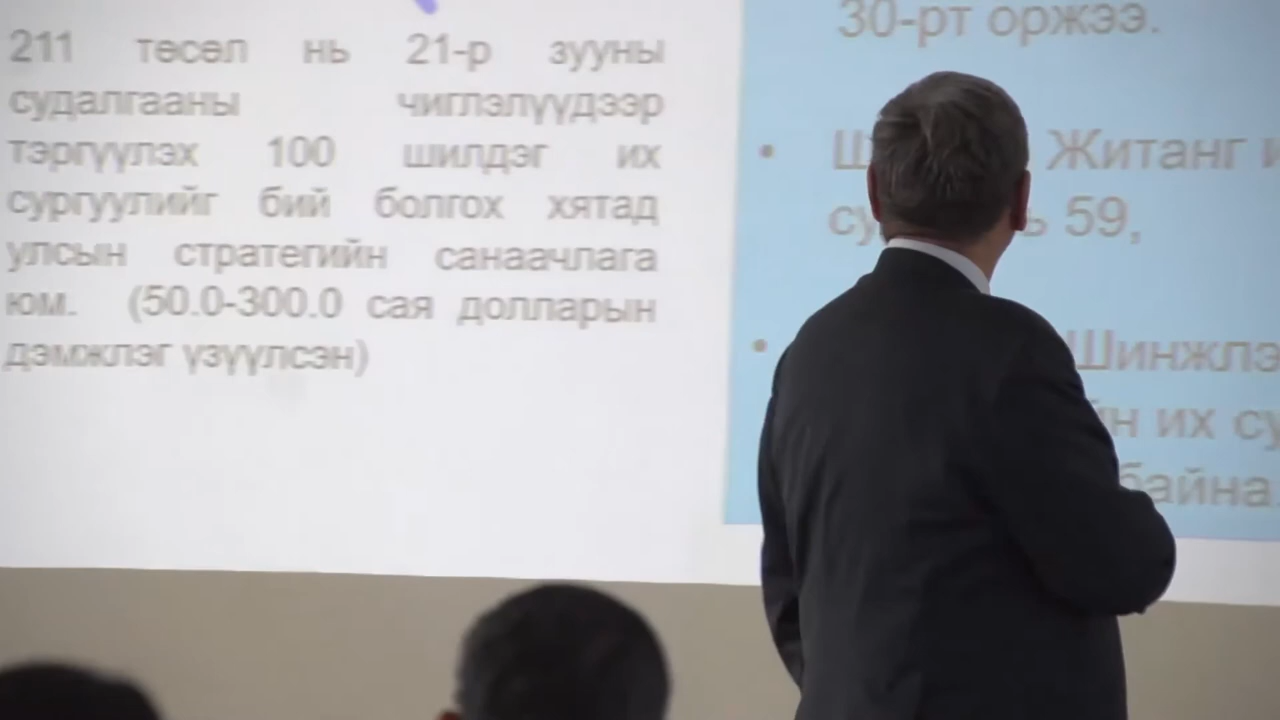 211 төсөл нь 21-р зууны
судалгааны чиглэлүүдээр
тэргүүлэх 100 шилдэг их
сургуулийг бий болгох хятад
улсын стратегийн санаачлага
юм. (50.0-300.0 сая долларын
дэмжлэг үзүүлсэн)
30-рт оржээ.
• Житанг
59,
• Шинжлэ
их
байна.